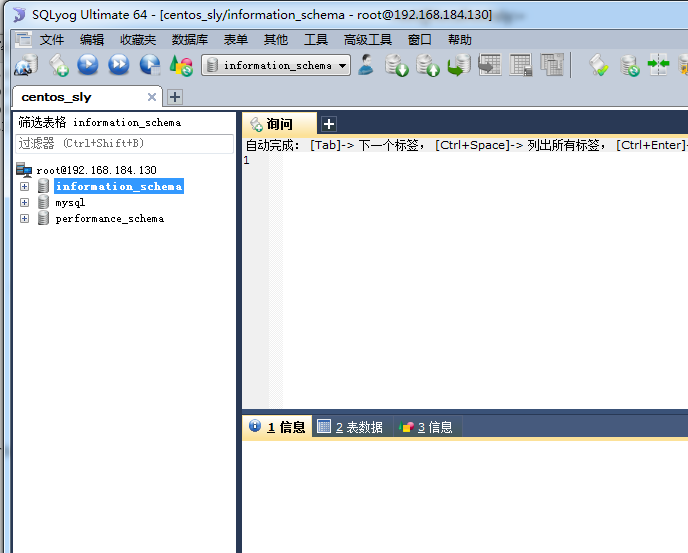 SQLyog Ultimate 64 - [centos_sly/information_schema - root@192.168.184.130]
文件 编辑 收藏夹 数据库 表单 其他 工具 高级工具 窗口 帮助
information_schema
centos_sly
筛选表格 information_schema
过滤器 (Ctrl+Shift+B)
root@192.168.184.130
information_schema
mysql
performance_schema
询问
自动完成： [Tab]-> 下一个标签， [Ctrl+Space]-> 列出所有标签， [Ctrl+Enter]-
1
1 信息 2 表数据 3 信息